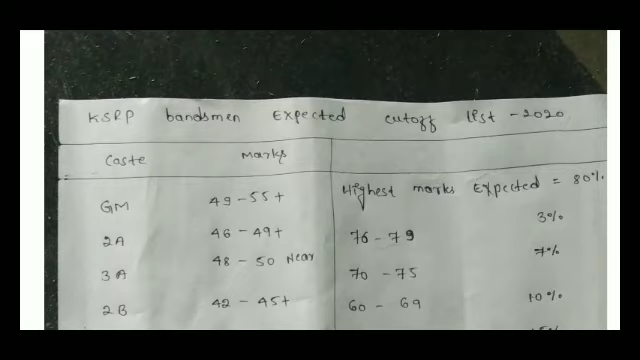 KSRP bandsmen Expected cutoff list - 2020
Caste Marks
Highest marks Expected = 80%
GM 49 - 55+
3%
2A 46 - 49+ 76 - 79
7%
3A 48 - 50 Near 70 - 75
2B 42 - 45+ 60 - 69 10%